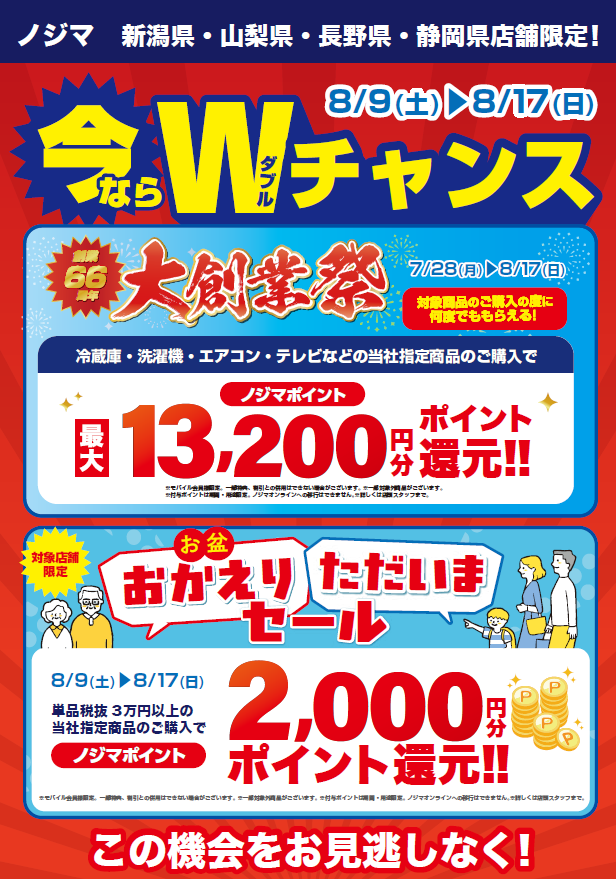 ノジマ 新潟県・山梨県・長野県・静岡県店舗限定！
8/9(土)▶8/17(日)
今ならWチャンス
ダブル
創業66周年
大創業祭
7/28(月)▶8/17(日)
対象商品のご購入の度に
何度でももらえる!
冷蔵庫・洗濯機・エアコン・テレビなどの当社指定商品のご購入で
ノジマポイント
最大13,200円分ポイント還元!!
※モバイル会員様限定。一部特典、割引との併用はできない場合がございます。※一部対象外商品がございます。
※付与ポイントは期間・用途限定。ノジマオンラインへの移行はできません。※詳しくは店舗スタッフまで。
対象店舗
限定
お盆
おかえり ただいま
セール
8/9(土)▶8/17(日)
単品税抜3万円以上の
当社指定商品のご購入で
ノジマポイント
2,000円分
ポイント還元!!
P
P
P
P
※モバイル会員様限定。一部特典、割引との併用はできない場合がございます。※一部対象外商品がございます。※付与ポイントは期間・用途限定。ノジマオンラインへの移行はできません。※詳しくは店舗スタッフまで。
この機会をお見逃しなく!